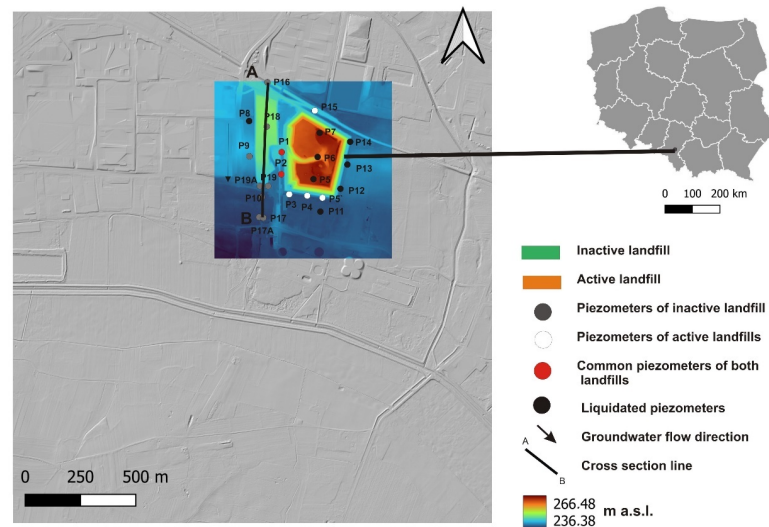 A
P16
P15
P8
P18
P7
P14
P1
P9
P6
P13
P2
P19A
P19
P5
P12
P10
P3
P4
P5
P11
B
P17
P17A
0 250 500 m
0 100 200 km
Inactive landfill
Active landfill
Piezometers of inactive landfill
Piezometers of active landfills
Common piezometers of both
landfills
Liquidated piezometers
Groundwater flow direction
A
Cross section line
B
266.48
m a.s.l.
236.38